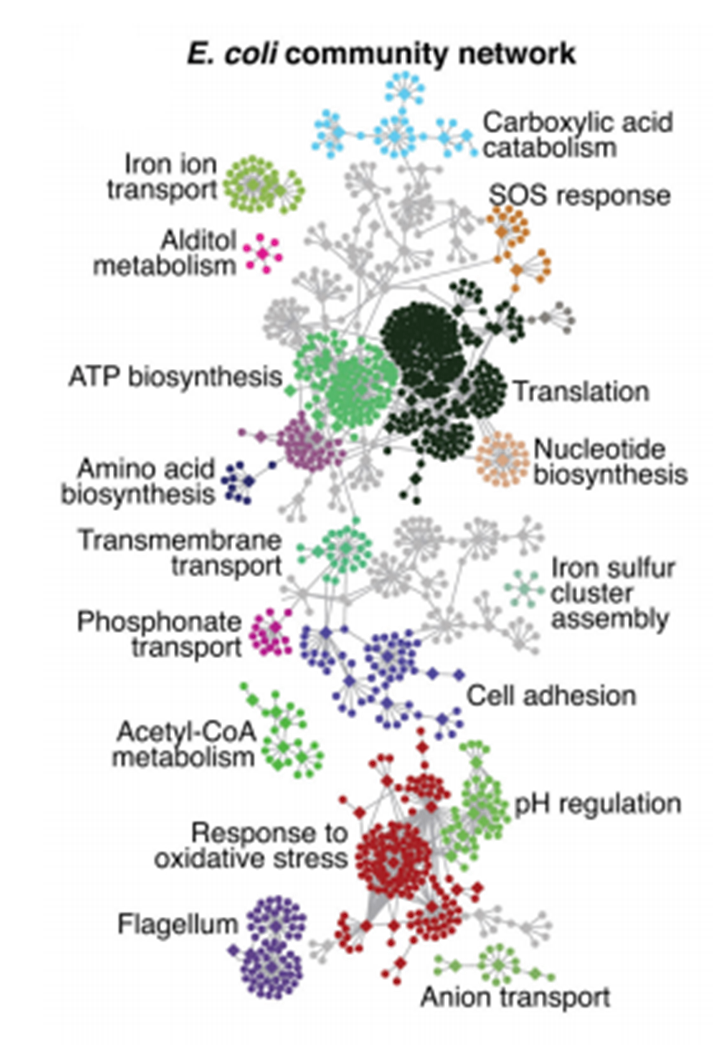 E. coli community network
Carboxylic acid
catabolism
Iron ion
transport
SOS response
Alditol
metabolism
ATP biosynthesis
Translation
Nucleotide
biosynthesis
Amino acid
biosynthesis
Transmembrane
transport
Iron sulfur
cluster
assembly
Phosphonate
transport
Cell adhesion
Acetyl-CoA
metabolism
pH regulation
Response to
oxidative stress
Flagellum
Anion transport